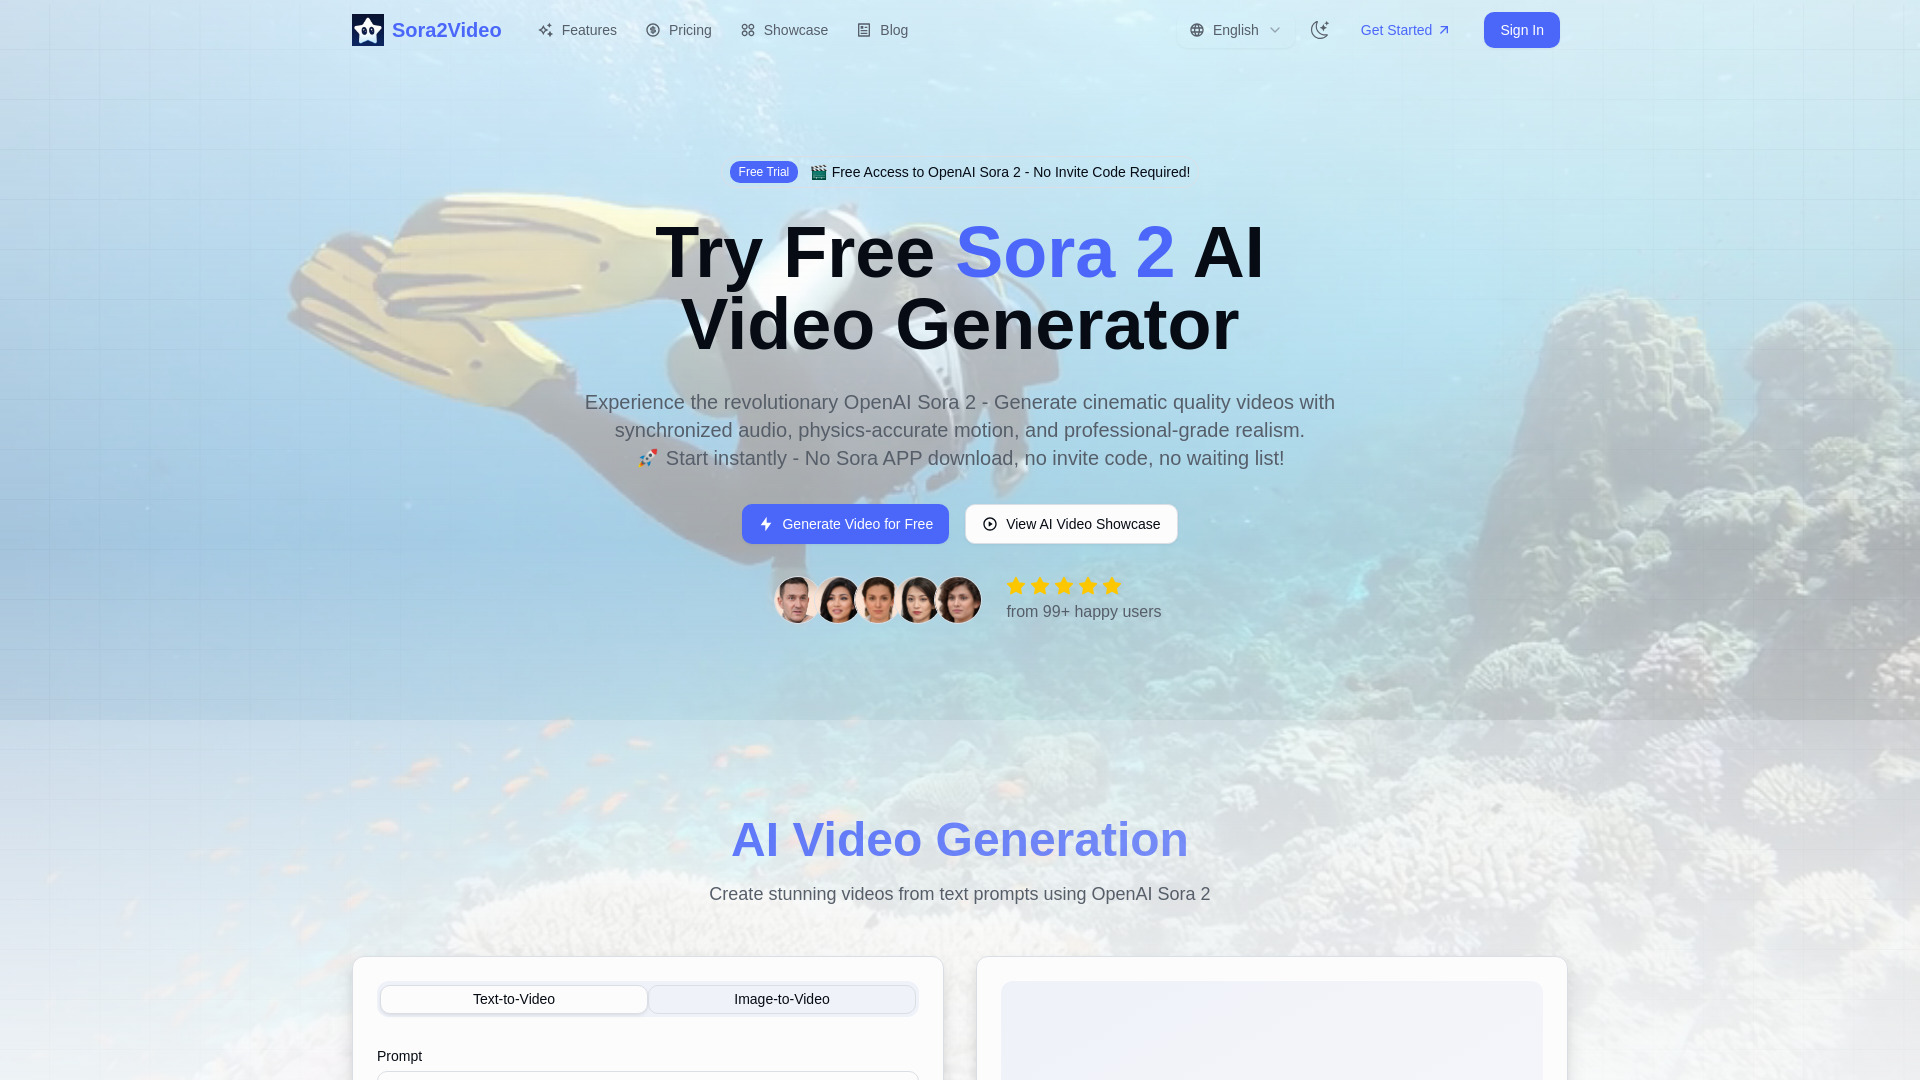 Sora2Video
Features
Pricing
Showcase
Blog
English
Get Started
Sign In
Free Trial
🎬 Free Access to OpenAI Sora 2 - No Invite Code Required!
Try Free Sora 2 AI
Video Generator
Experience the revolutionary OpenAI Sora 2 - Generate cinematic quality videos with
synchronized audio, physics-accurate motion, and professional-grade realism.
🚀 Start instantly - No Sora APP download, no invite code, no waiting list!
Generate Video for Free
View AI Video Showcase
from 99+ happy users
AI Video Generation
Create stunning videos from text prompts using OpenAI Sora 2
Text-to-Video
Image-to-Video
Prompt